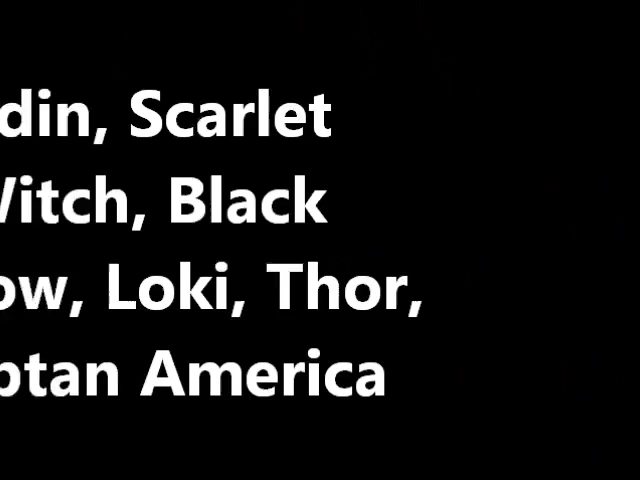 din, Scarlet
Witch, Black
ow, Loki, Thor,
ptan America